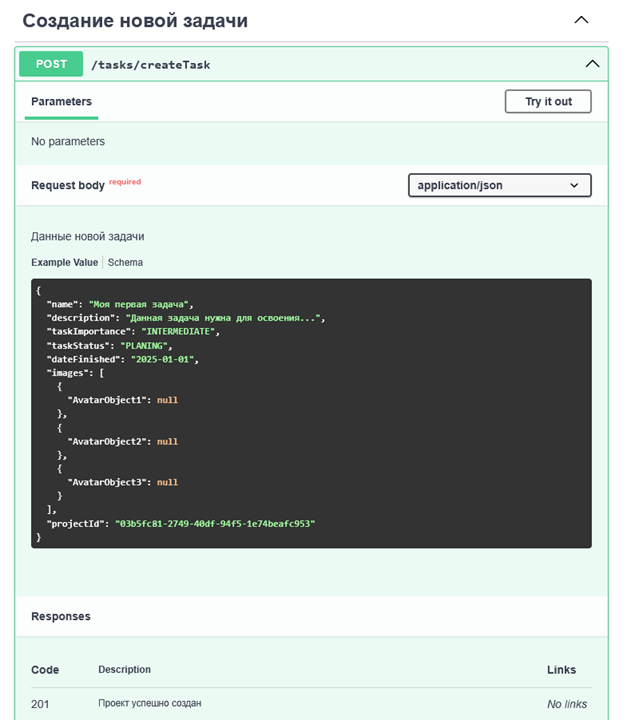 Создание новой задачи
POST /tasks/createTask
Parameters Try it out
No parameters
Request body required application/json
Данные новой задачи
Example Value Schema
{
"name": "Моя первая задача",
"description": "Данная задача нужна для освоения...",
"taskImportance": "INTERMEDIATE",
"taskStatus": "PLANING",
"dateFinished": "2025-01-01",
"images": [
{
"AvatarObject1": null
},
{
"AvatarObject2": null
},
{
"AvatarObject3": null
}
],
"projectId": "03b5fc81-2749-40df-94f5-1e74beafc953"
}
Responses
Code Description Links
201 Проект успешно создан No links